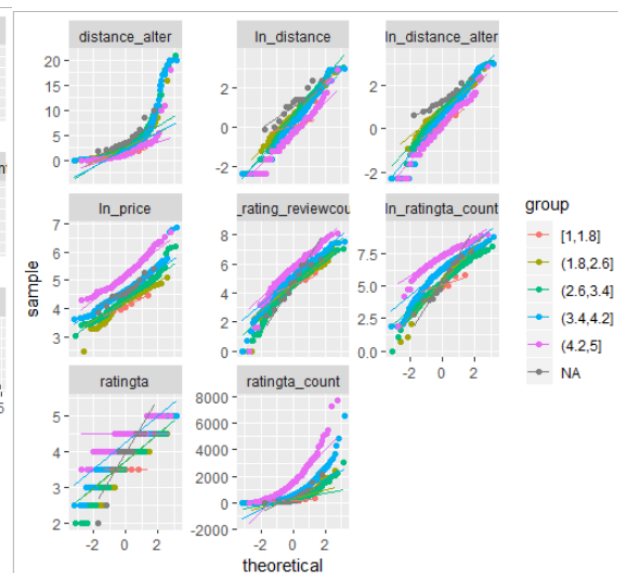 distance_alter
ln_distance
ln_distance_alter
20
15
10
5
0
2
0
-2
2
0
-2
ln_price
_rating_reviewcou
ln_ratingta_count
7
6
5
4
3
8
6
4
2
0
7.5
5.0
2.5
0.0
-2 0 2
ratingta
ratingta_count
5
4
3
2
8000
6000
4000
2000
0
-2000
-2 0 2
-2 0 2
theoretical
sample
group
[1,1.8]
(1.8,2.6]
(2.6,3.4]
(3.4,4.2]
(4.2,5]
NA